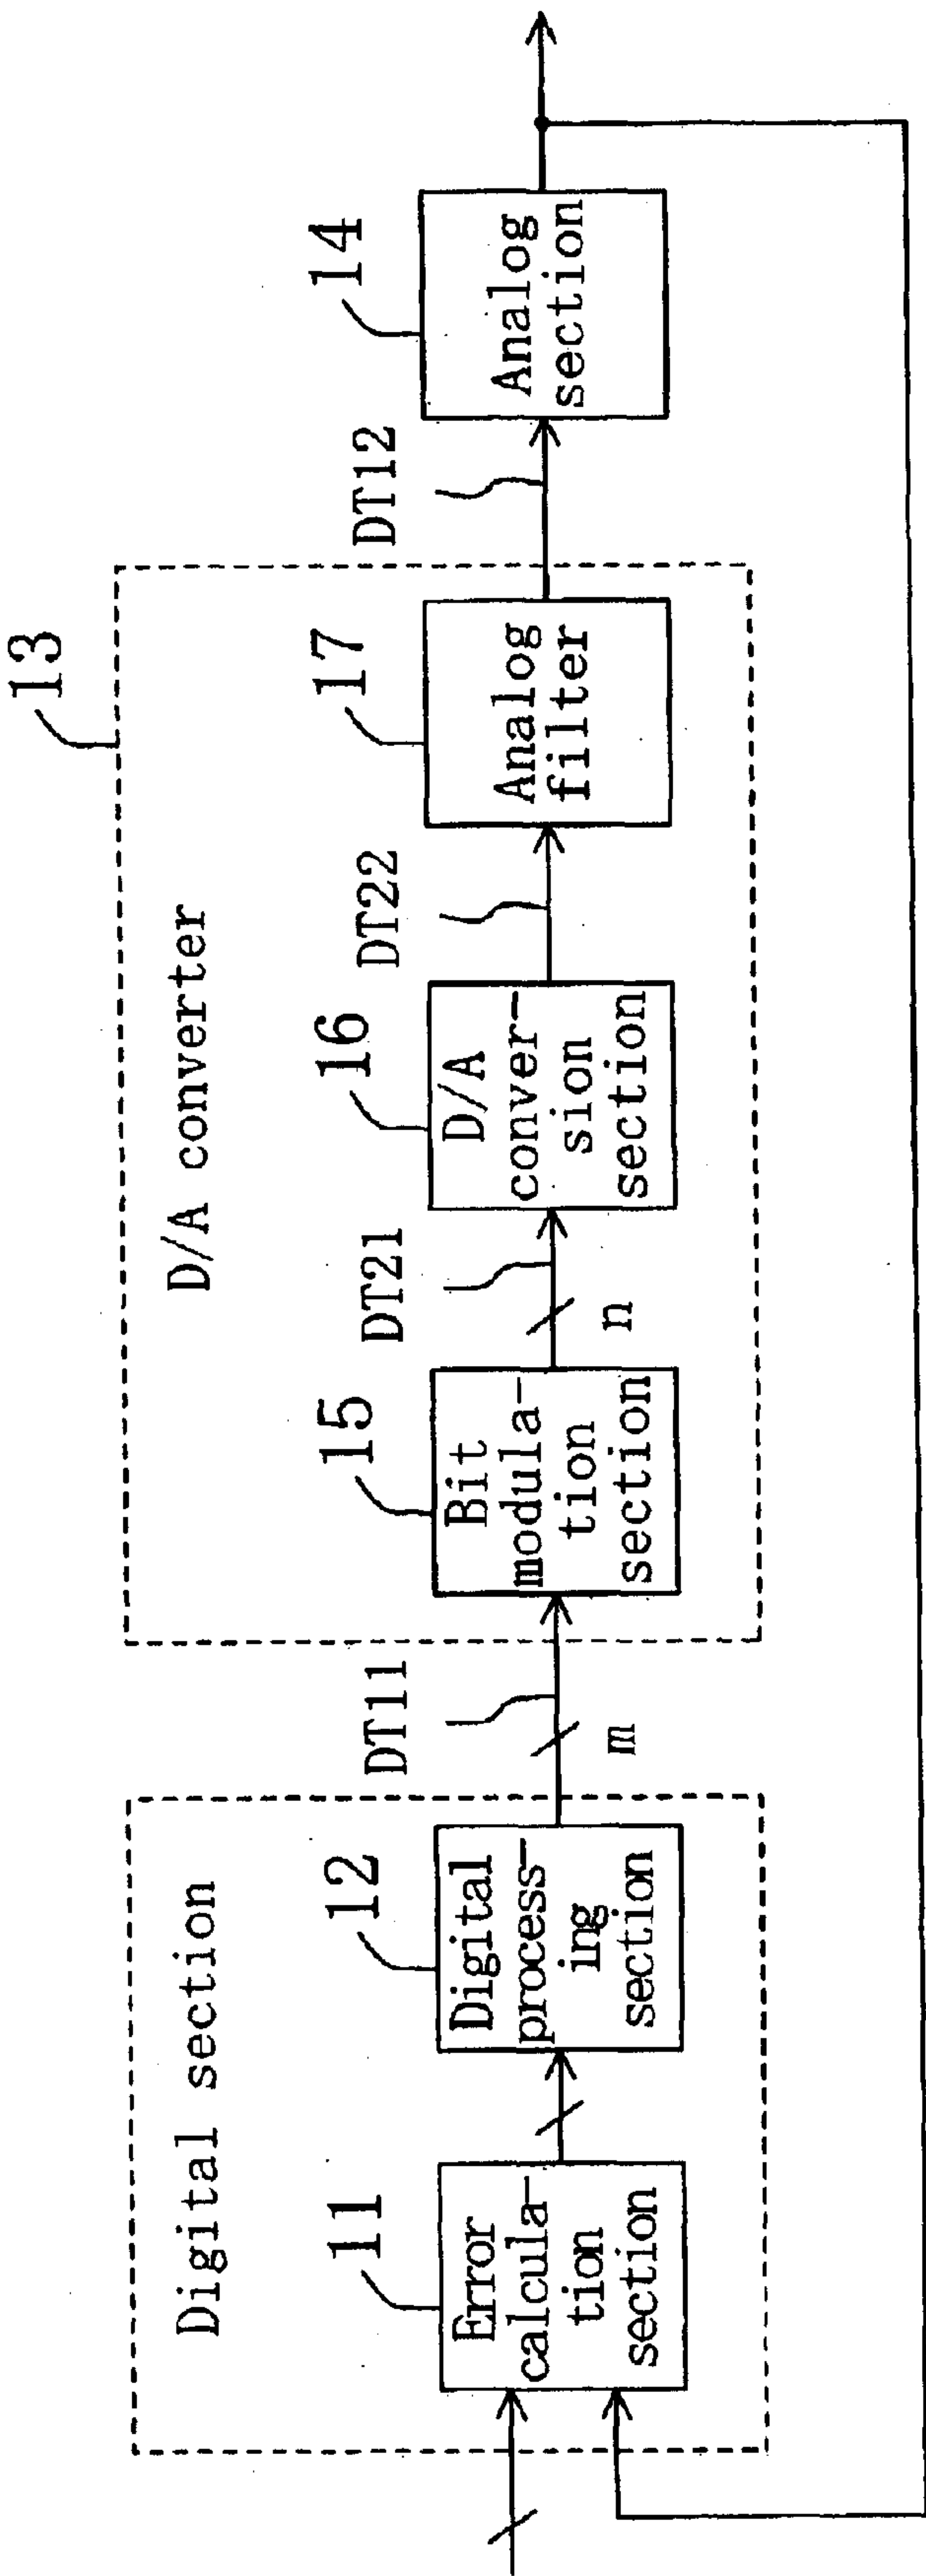 13
Digital section
D/A converter
11
Error
calcula-
tion
section
12
Digital
process-
ing
section
DT11
m
15
Bit
modula-
tion
section
DT21
n
16
D/A
conver-
sion
section
DT22
17
Analog
filter
DT12
14
Analog
section